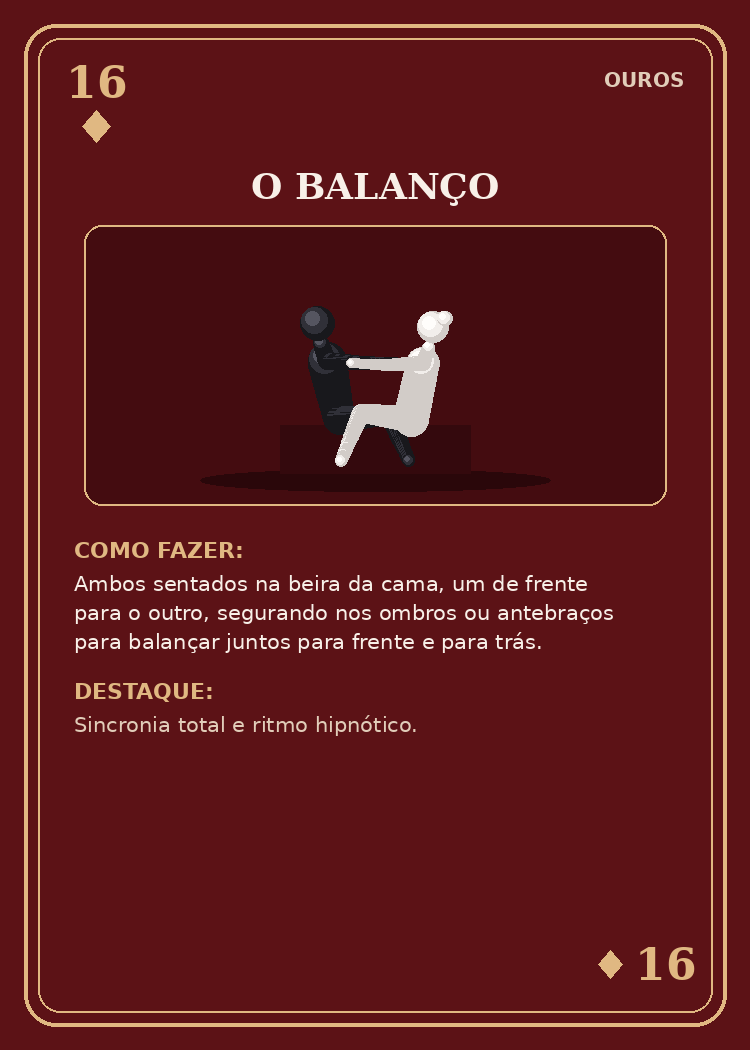 16
OUROS
O BALANÇO
COMO FAZER:
Ambos sentados na beira da cama, um de frente
para o outro, segurando nos ombros ou antebraços
para balançar juntos para frente e para trás.
DESTAQUE:
Sincronia total e ritmo hipnótico.
16